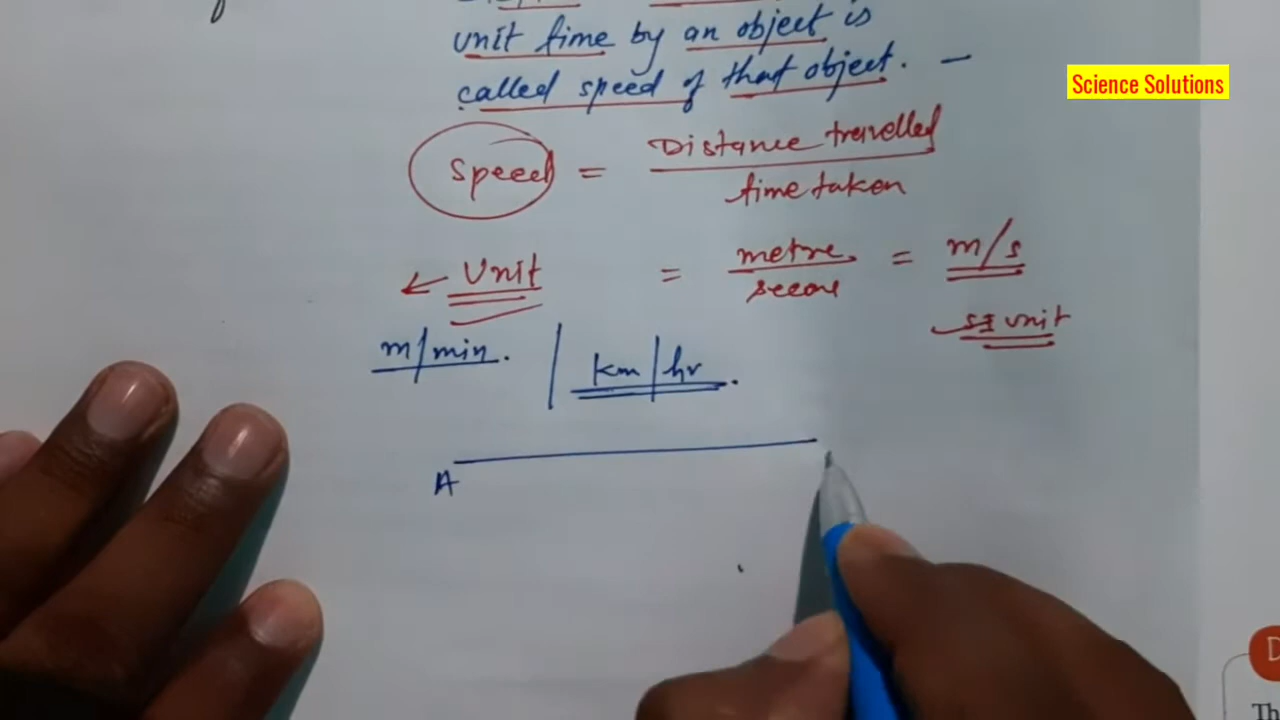 unit time by an object is
called speed of that object. —
Science Solutions
Speed = Distance travelled
time taken
← Unit = metre = m/s
SI unit
m/min. | km/hr.
A
D
Th